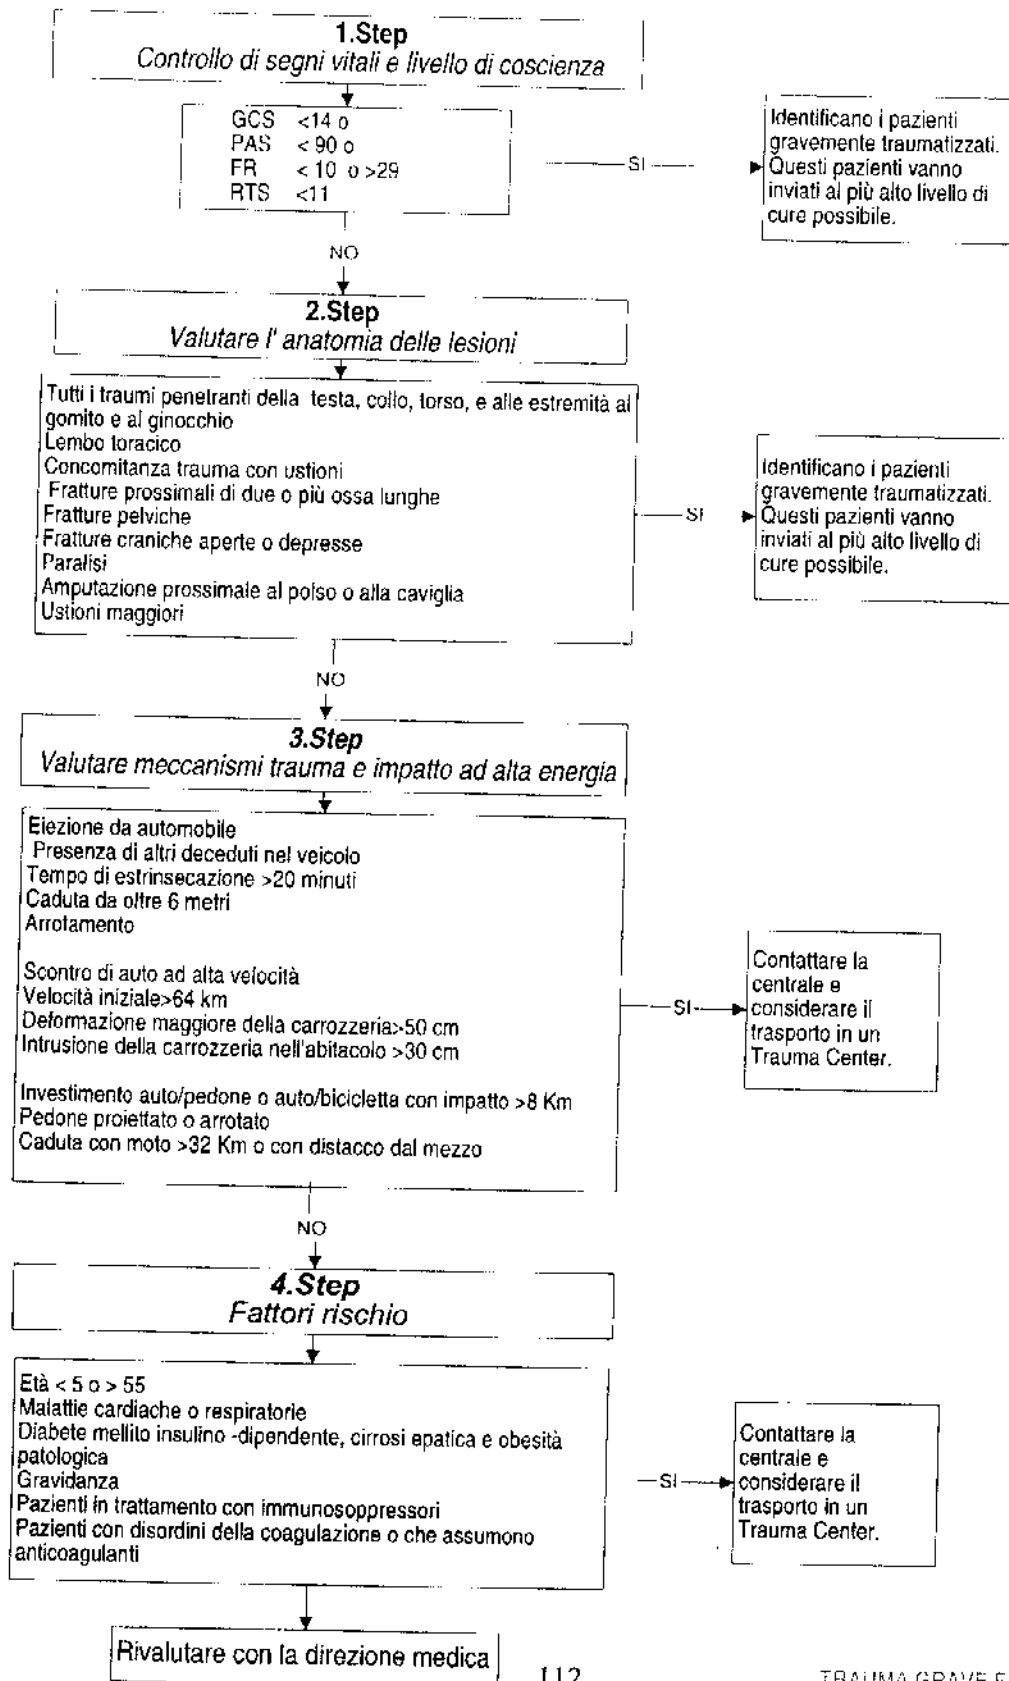 1.Step
Controllo di segni vitali e livello di coscienza
GCS <14 o
PAS < 90 o
FR < 10 o >29
RTS <11
SI
Identificano i pazienti
gravemente traumatizzati.
Questi pazienti vanno
inviati al più alto livello di
cure possibile.
NO
2.Step
Valutare l' anatomia delle lesioni
Tutti i traumi penetranti della testa, collo, torso, e alle estremità al
gomito e al ginocchio
Lembo toracico
Concomitanza trauma con ustioni
Fratture prossimali di due o più ossa lunghe
Fratture pelviche
Fratture craniche aperte o depresse
Paralisi
Amputazione prossimale al polso o alla caviglia
Ustioni maggiori
SI
Identificano i pazienti
gravemente traumatizzati.
Questi pazienti vanno
inviati al più alto livello di
cure possibile.
NO
3.Step
Valutare meccanismi trauma e impatto ad alta energia
Eiezione da automobile
Presenza di altri deceduti nel veicolo
Tempo di estrinsecazione >20 minuti
Caduta da oltre 6 metri
Arrotamento
Scontro di auto ad alta velocità
Velocità iniziale>64 km
Deformazione maggiore della carrozzeria>50 cm
Intrusione della carrozzeria nell'abitacolo >30 cm
Investimento auto/pedone o auto/bicicletta con impatto >8 Km
Pedone proiettato o arrotato
Caduta con moto >32 Km o con distacco dal mezzo
SI
Contattare la
centrale e
considerare il
trasporto in un
Trauma Center.
NO
4.Step
Fattori rischio
Età < 5 o > 55
Malattie cardiache o respiratorie
Diabete mellito insulino -dipendente, cirrosi epatica e obesità
patologica
Gravidanza
Pazienti in trattamento con immunosoppressori
Pazienti con disordini della coagulazione o che assumono
anticoagulanti
SI
Contattare la
centrale e
considerare il
trasporto in un
Trauma Center.
Rivalutare con la direzione medica
112
TRAUMA GRAVE E